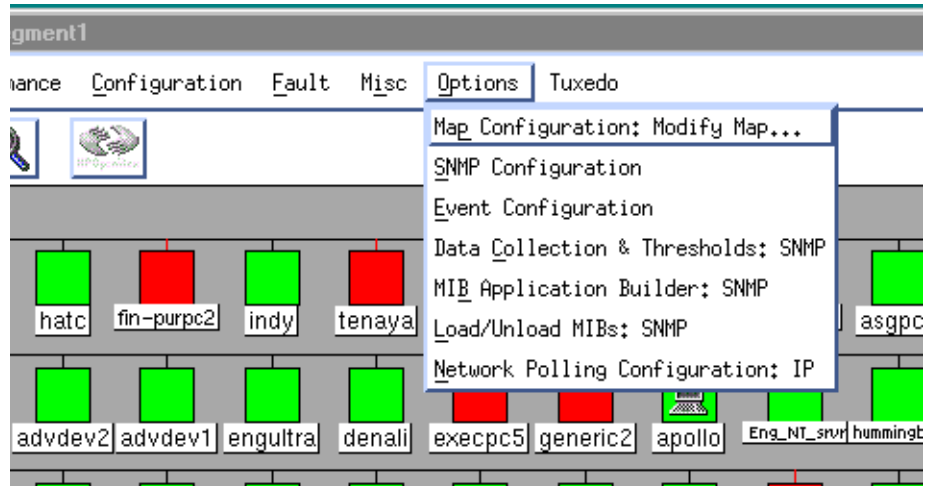 gment1
mance Configuration Fault Misc Options Tuxedo
Map Configuration: Modify Map...
SNMP Configuration
Event Configuration
Data Collection & Thresholds: SNMP
MIB Application Builder: SNMP
Load/Unload MIBs: SNMP
Network Polling Configuration: IP
HPOpenView
hatc fin-purpc2 indy tenaya asgpc
advdev2 advdev1 engultra denali execpc5 generic2 apollo Eng_NT_srvr hummingb